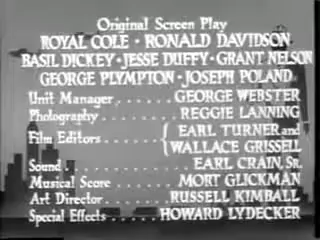 Original Screen Play
ROYAL COLE · RONALD DAVIDSON
BASIL DICKEY · JESSE DUFFY · GRANT NELSON
GEORGE PLYMPTON · JOSEPH POLAND
Unit Manager . . . . . . GEORGE WEBSTER
Photography . . . . . . . REGGIE LANNING
Film Editors . . . . . { EARL TURNER and
WALLACE GRISSELL
Sound . . . . . . . . . . . EARL CRAIN, SR.
Musical Score . . . . . . MORT GLICKMAN
Art Director . . . . . . RUSSELL KIMBALL
Special Effects . . . . . HOWARD LYDECKER